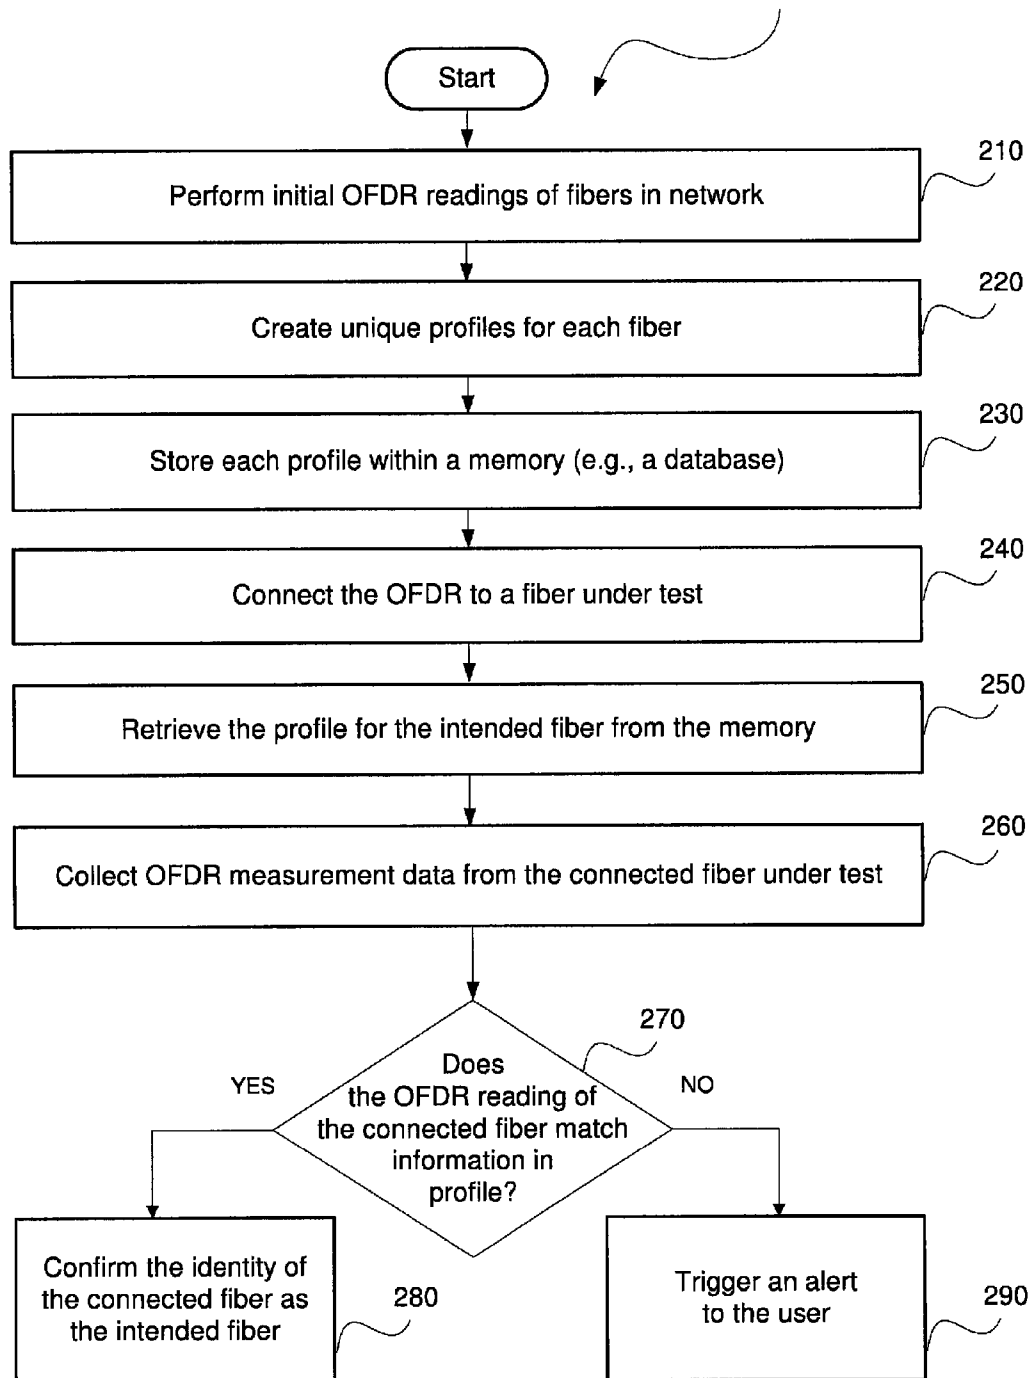 Start
210
Perform initial OFDR readings of fibers in network
220
Create unique profiles for each fiber
230
Store each profile within a memory (e.g., a database)
240
Connect the OFDR to a fiber under test
250
Retrieve the profile for the intended fiber from the memory
260
Collect OFDR measurement data from the connected fiber under test
270
Does
the OFDR reading of
the connected fiber match
information in
profile?
YES
NO
Confirm the identity of
the connected fiber as
the intended fiber
280
Trigger an alert
to the user
290